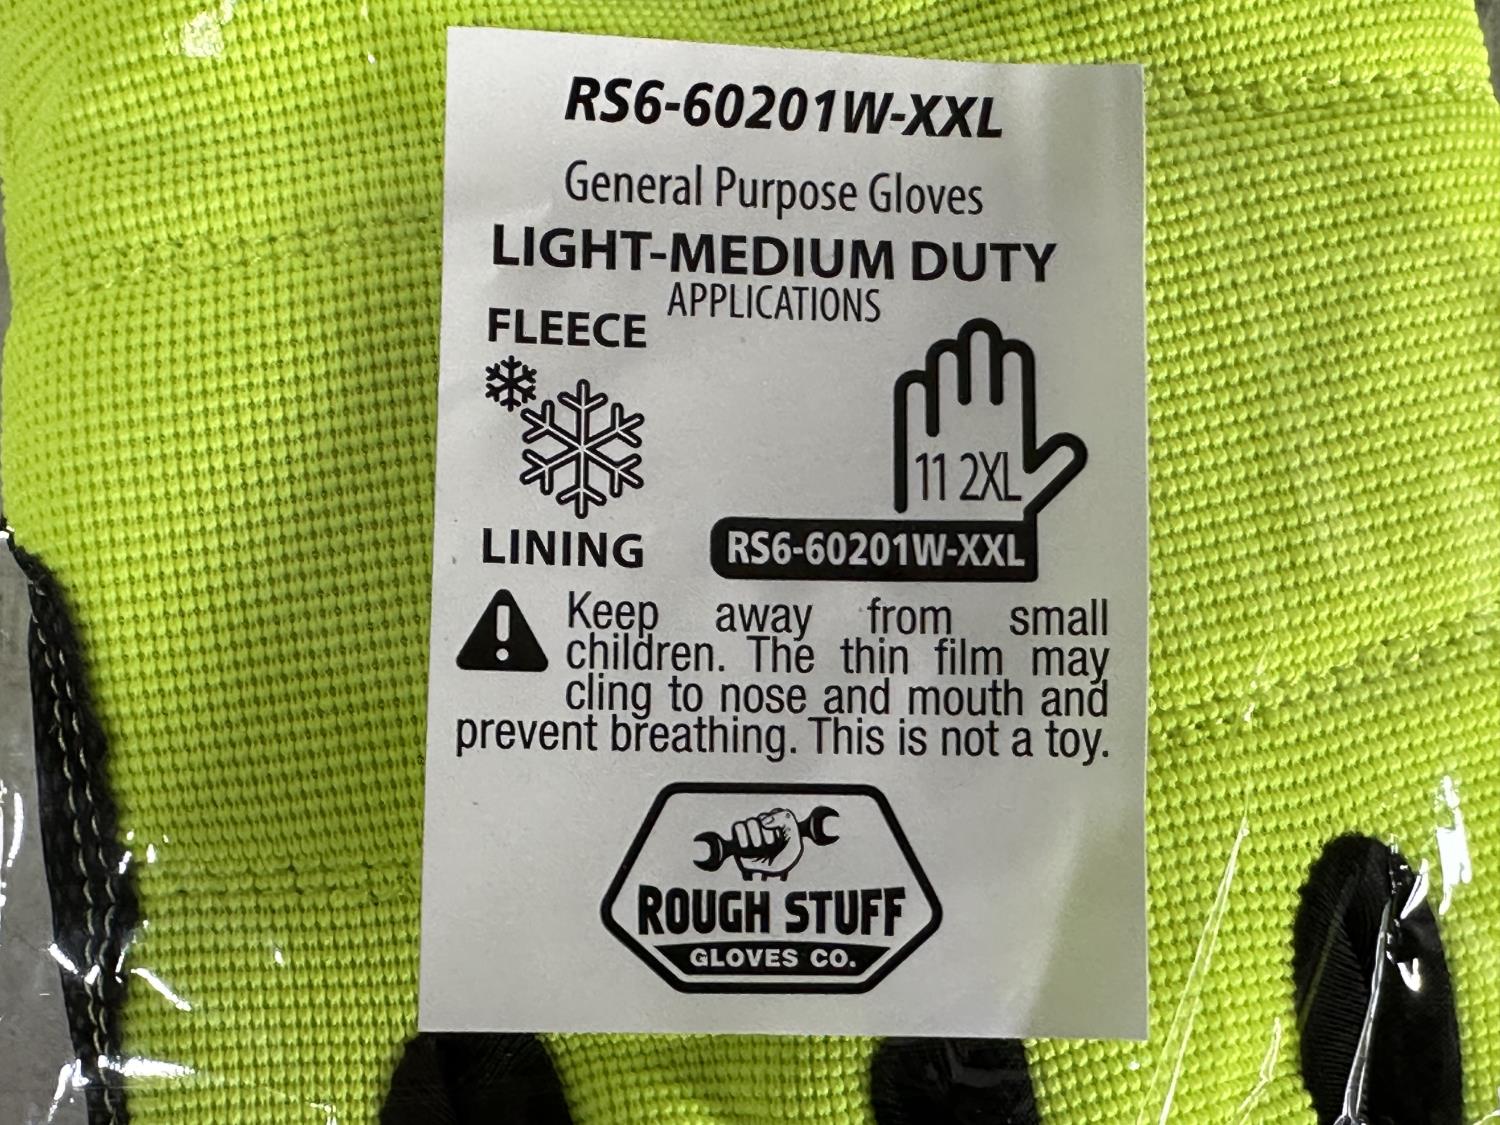 RS6-60201W-XXL
General Purpose Gloves
LIGHT-MEDIUM DUTY
APPLICATIONS
FLEECE
LINING
11 2XL
RS6-60201W-XXL
Keep away from small
children. The thin film may
cling to nose and mouth and
prevent breathing. This is not a toy.
ROUGH STUFF
GLOVES CO.